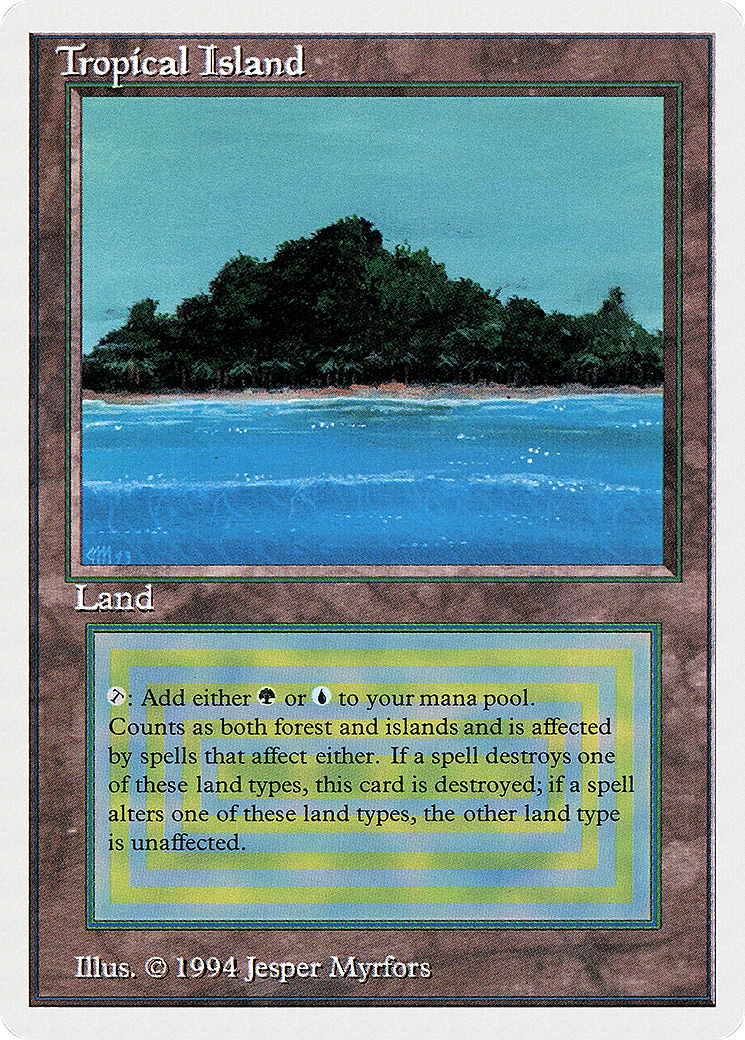 Tropical Island
JM 93
Land
T: Add either or to your mana pool.
Counts as both forest and islands and is affected
by spells that affect either. If a spell destroys one
of these land types, this card is destroyed; if a spell
alters one of these land types, the other land type
is unaffected.
Illus. © 1994 Jesper Myrfors